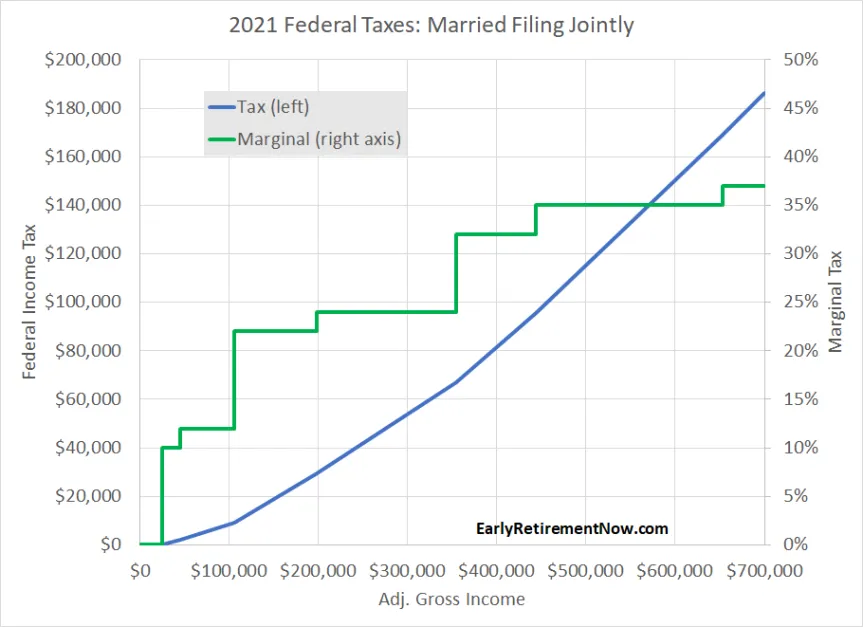 2021 Federal Taxes: Married Filing Jointly
$200,000
$180,000
$160,000
$140,000
$120,000
$100,000
$80,000
$60,000
$40,000
$20,000
$0
Federal Income Tax
Tax (left)
Marginal (right axis)
50%
45%
40%
35%
30%
25%
20%
15%
10%
5%
0%
Marginal Tax
EarlyRetirementNow.com
$0 $100,000 $200,000 $300,000 $400,000 $500,000 $600,000 $700,000
Adj. Gross Income